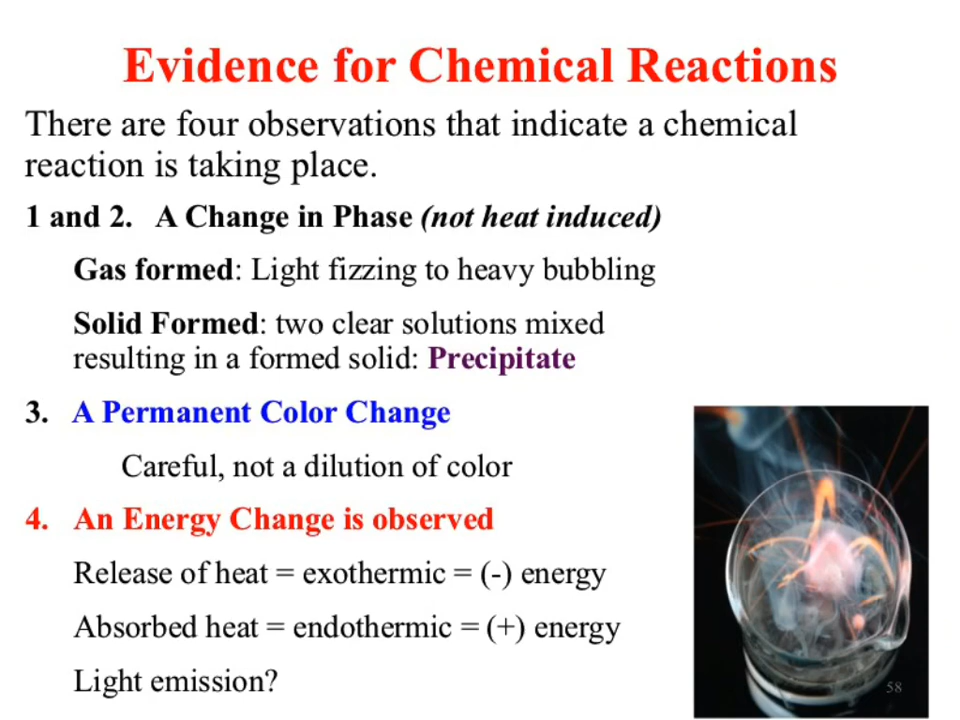 Evidence for Chemical Reactions
There are four observations that indicate a chemical
reaction is taking place.
1 and 2. A Change in Phase (not heat induced)
Gas formed: Light fizzing to heavy bubbling
Solid Formed: two clear solutions mixed
resulting in a formed solid: Precipitate
3. A Permanent Color Change
Careful, not a dilution of color
4. An Energy Change is observed
Release of heat = exothermic = (-) energy
Absorbed heat = endothermic = (+) energy
Light emission?
58